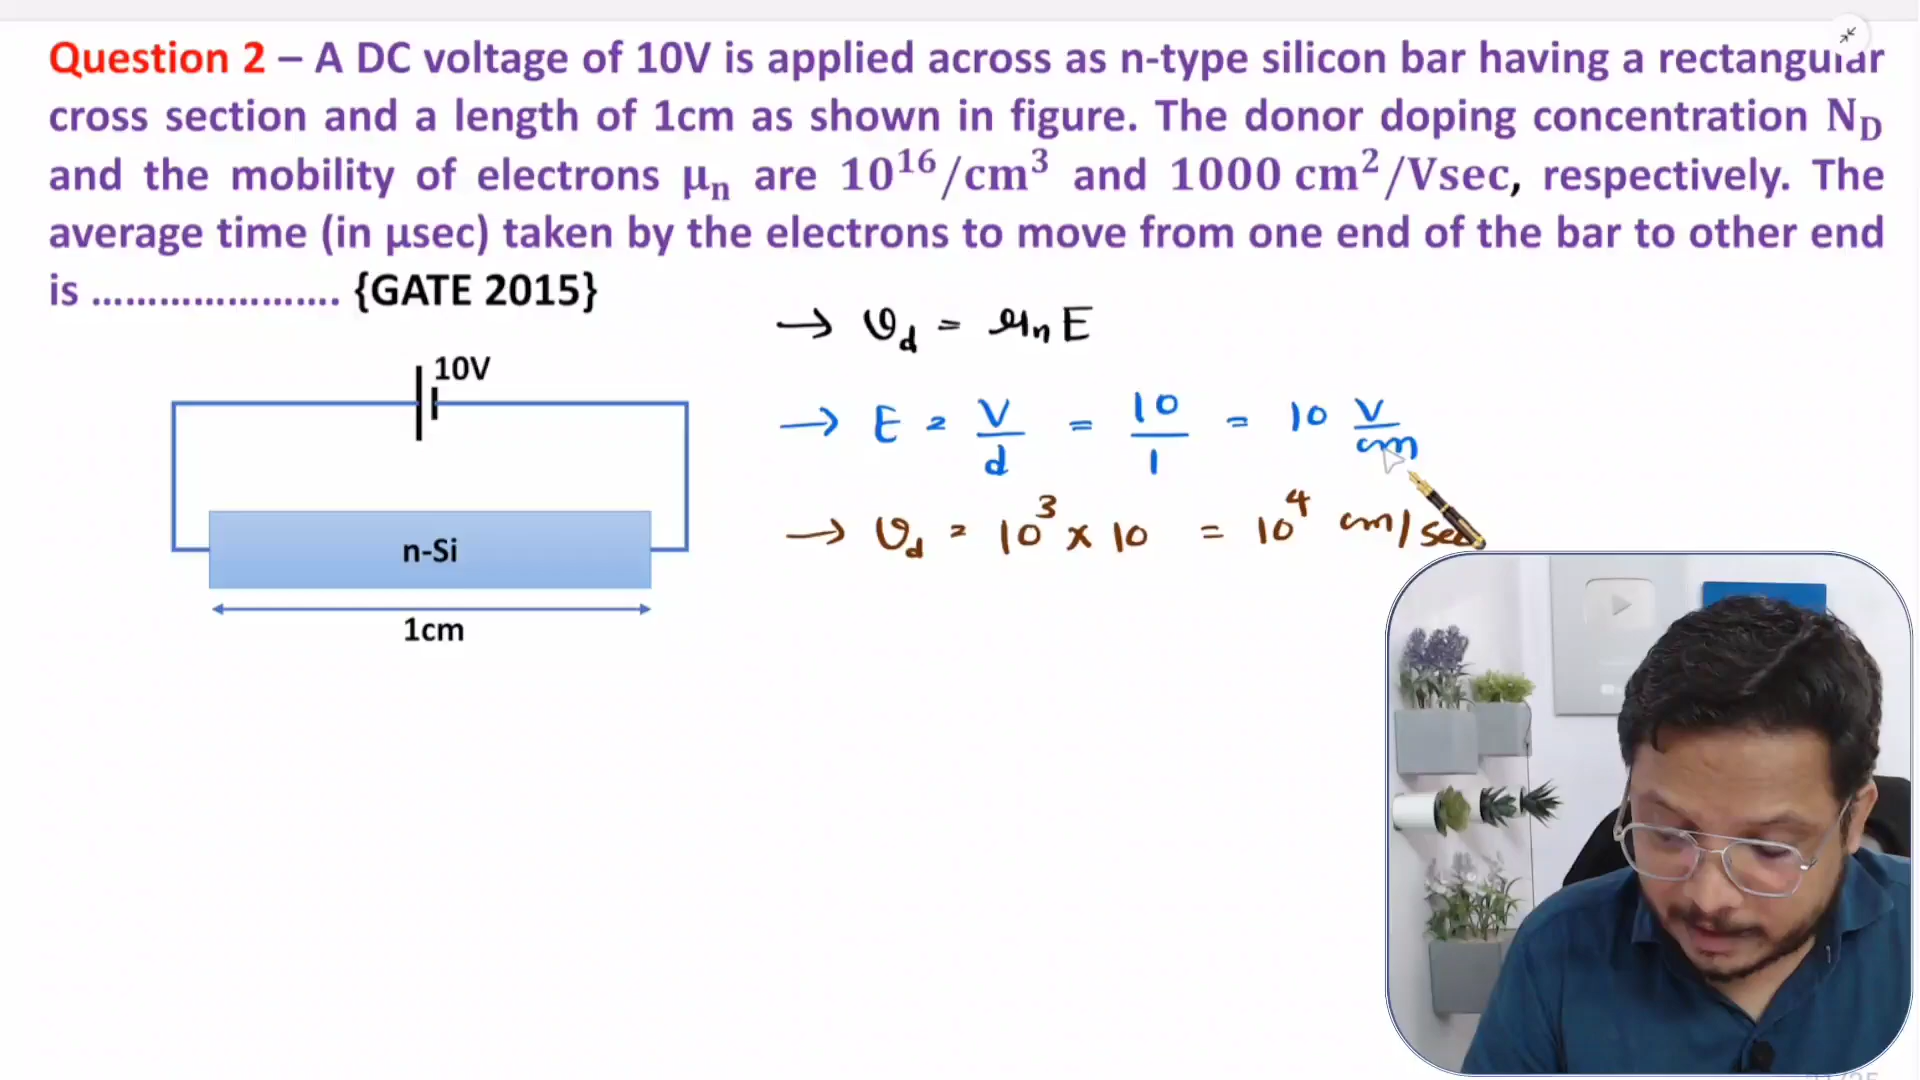 Question 2 – A DC voltage of 10V is applied across as n-type silicon bar having a rectangular
cross section and a length of 1cm as shown in figure. The donor doping concentration N_D
and the mobility of electrons μ_n are 10^16/cm^3 and 1000 cm^2/Vsec, respectively. The
average time (in μsec) taken by the electrons to move from one end of the bar to other end
is ...................... {GATE 2015}
→ v_d = μ_n E
10V
→ E = V/d = 10/1 = 10 V/cm
→ v_d = 10^3 × 10 = 10^4 cm/sec
n-Si
1cm